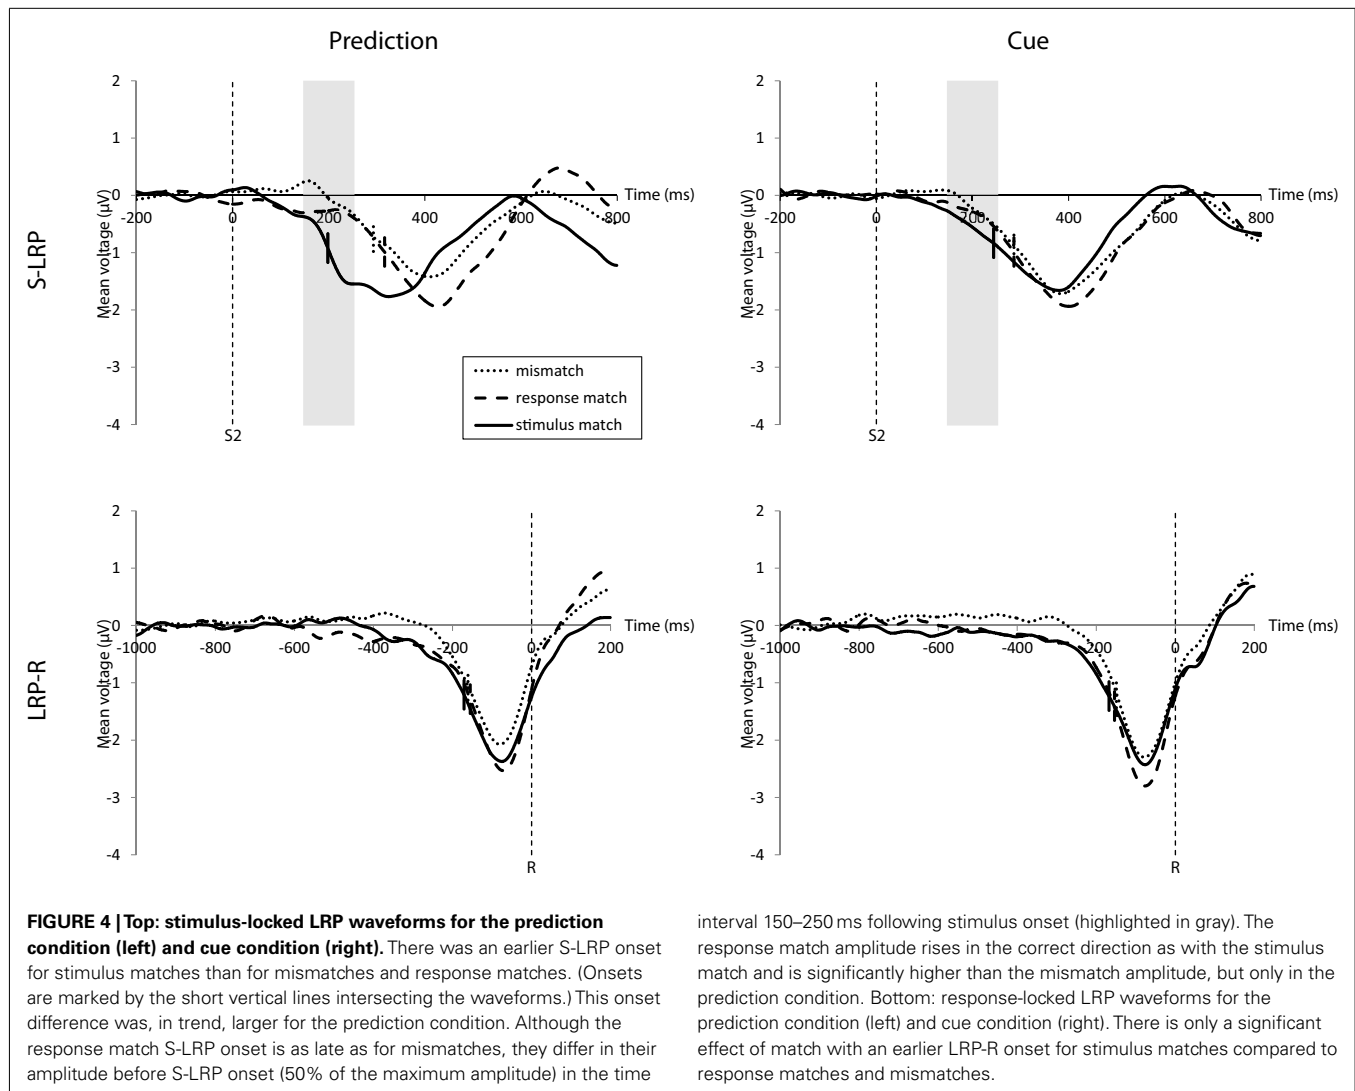 Prediction
Cue
S-LRP
2
1
0
-1
-2
-3
-4
-200
0
200
400
600
800
Time (ms)
Mean voltage (µV)
S2
mismatch
response match
stimulus match
2
1
0
-1
-2
-3
-4
-200
0
200
400
600
800
Time (ms)
Mean voltage (µV)
S2
LRP-R
2
1
0
-1
-2
-3
-4
-1000
-800
-600
-400
-200
0
200
Time (ms)
Mean voltage (µV)
R
2
1
0
-1
-2
-3
-4
-1000
-800
-600
-400
-200
0
200
Time (ms)
Mean voltage (µV)
R
FIGURE 4 | Top: stimulus-locked LRP waveforms for the prediction
condition (left) and cue condition (right). There was an earlier S-LRP onset
for stimulus matches than for mismatches and response matches. (Onsets
are marked by the short vertical lines intersecting the waveforms.) This onset
difference was, in trend, larger for the prediction condition. Although the
response match S-LRP onset is as late as for mismatches, they differ in their
amplitude before S-LRP onset (50% of the maximum amplitude) in the time
interval 150–250 ms following stimulus onset (highlighted in gray). The
response match amplitude rises in the correct direction as with the stimulus
match and is significantly higher than the mismatch amplitude, but only in the
prediction condition. Bottom: response-locked LRP waveforms for the
prediction condition (left) and cue condition (right). There is only a significant
effect of match with an earlier LRP-R onset for stimulus matches compared to
response matches and mismatches.